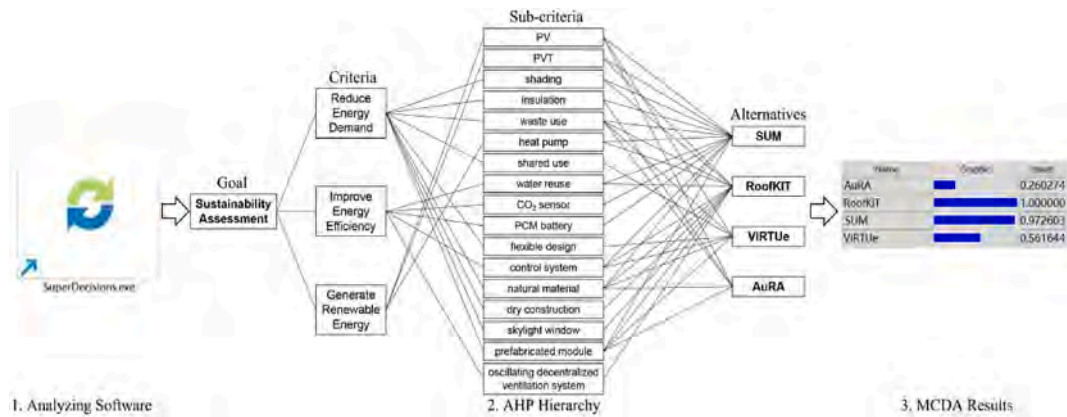 Sub-criteria
PV
PVT
shading
insulation
waste use
heat pump
shared use
water reuse
CO₂ sensor
PCM battery
flexible design
control system
natural material
dry construction
skylight window
prefabricated module
oscillating decentralized
ventilation system
Criteria
Reduce
Energy
Demand
Improve
Energy
Efficiency
Generate
Renewable
Energy
Goal
Sustainability
Assessment
SuperDecisions.exe
Alternatives
SUM
RoofKIT
VIRTUe
AuRA
Name Graphic
AuRA 0.260274
RoofKIT 1.000000
SUM 0.972603
VIRTUe 0.561644
1. Analyzing Software
2. AHP Hierarchy
3. MCDA Results